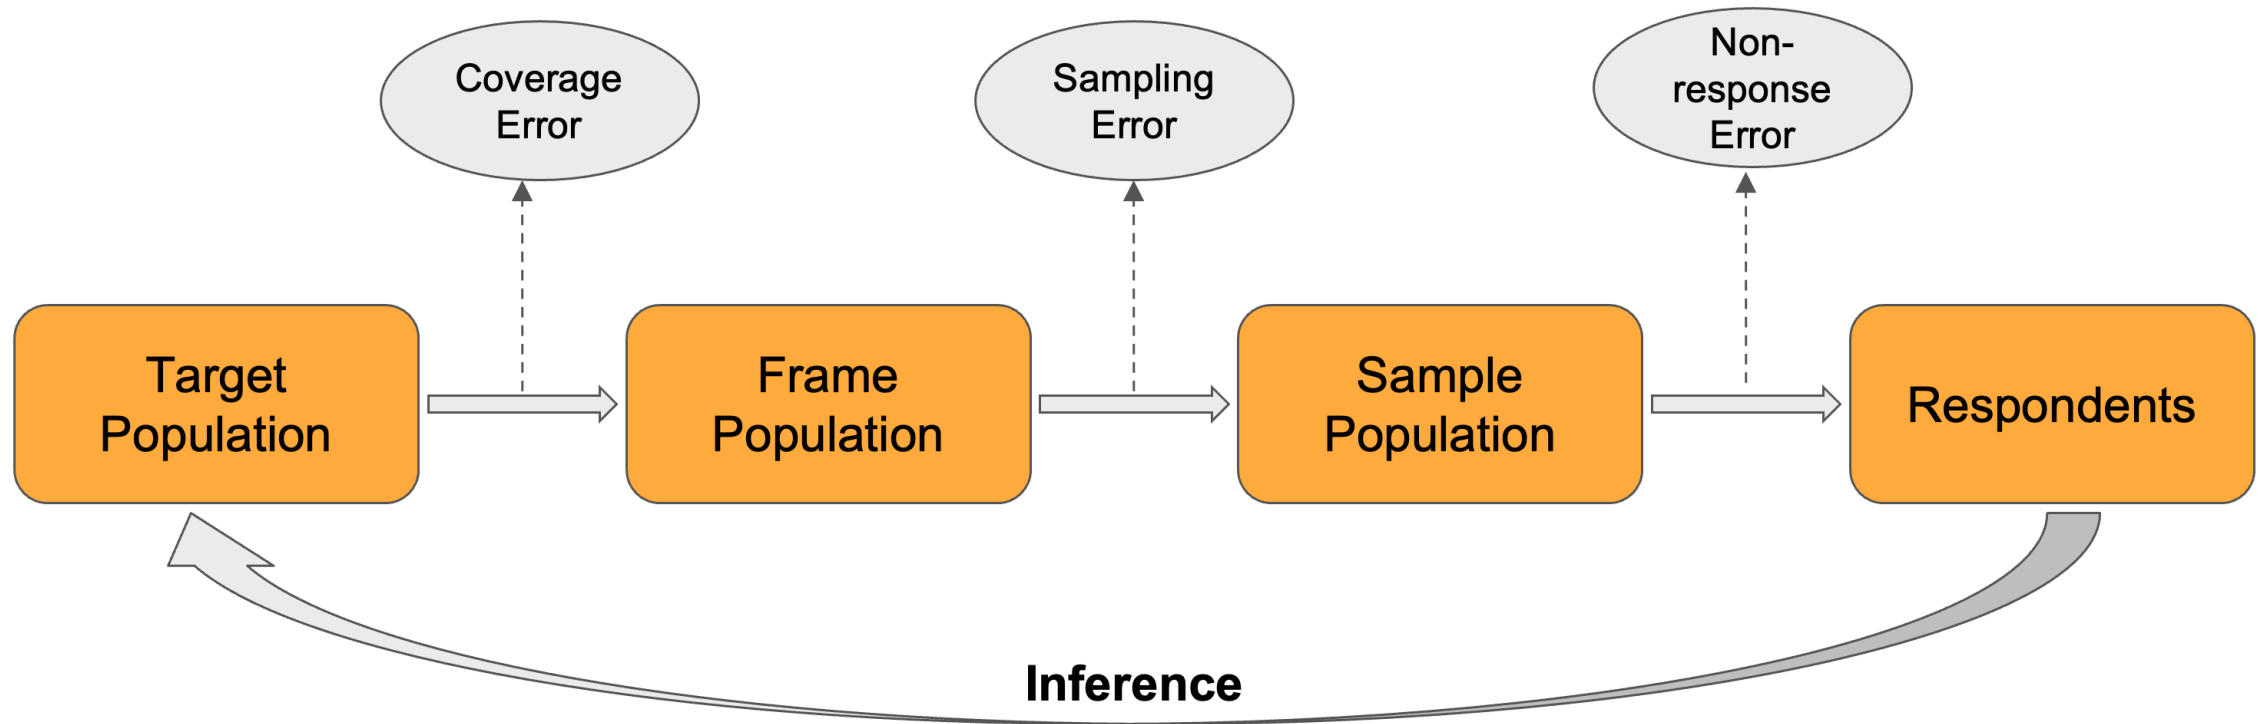 Coverage
Error
Sampling
Error
Non-
response
Error
Target
Population
Frame
Population
Sample
Population
Respondents
Inference